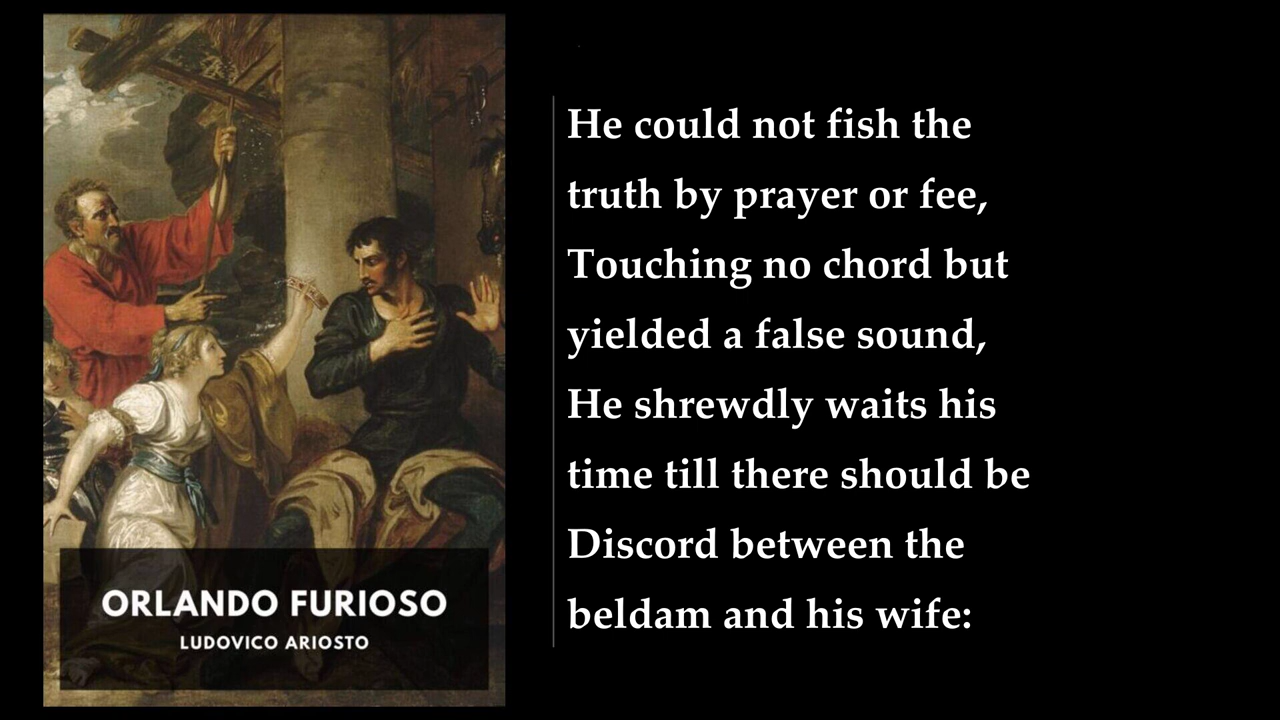 He could not fish the
truth by prayer or fee,
Touching no chord but
yielded a false sound,
He shrewdly waits his
time till there should be
Discord between the
beldam and his wife:
ORLANDO FURIOSO
LUDOVICO ARIOSTO